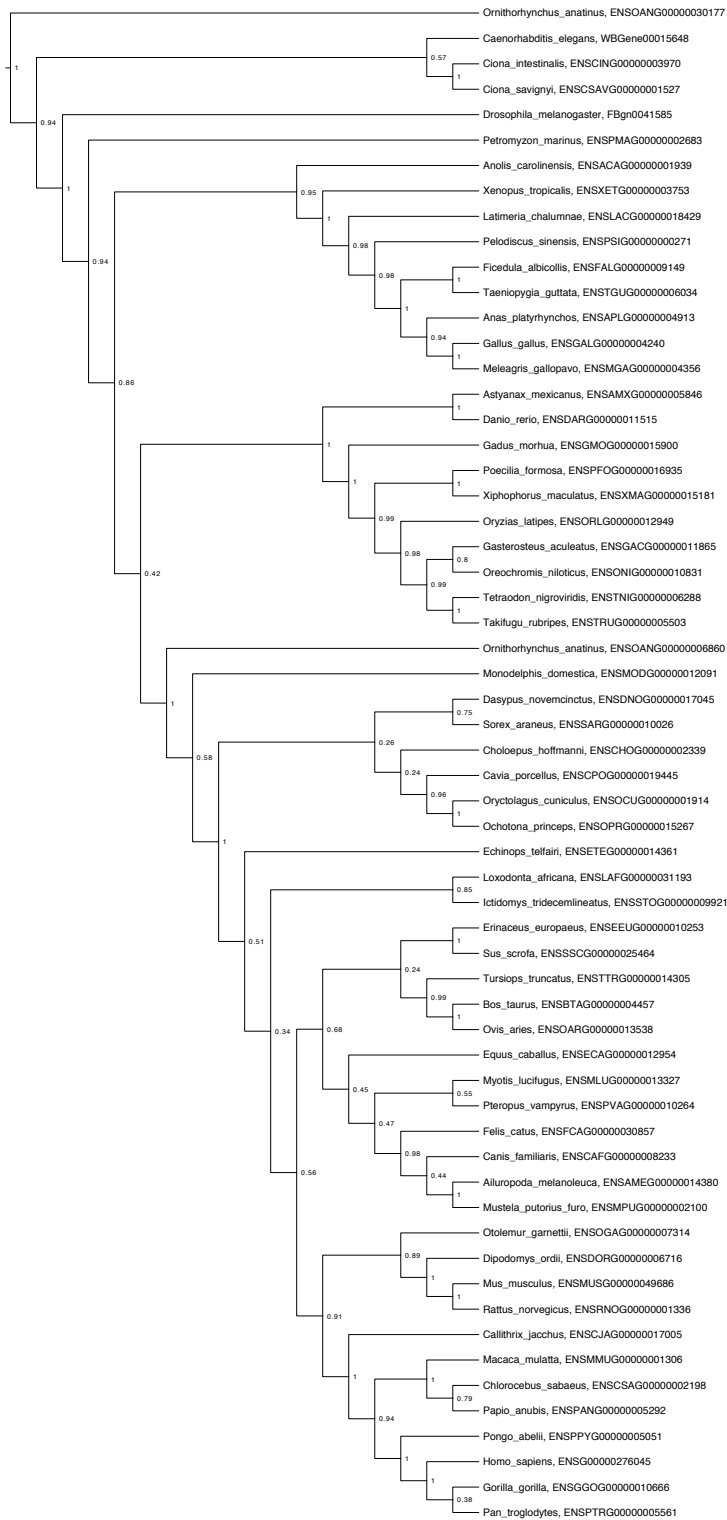 Ornithorhynchus_anatinus, ENSOANG00000030177
1
Caenorhabditis_elegans, WBGene00015648
0.57
Ciona_intestinalis, ENSCING00000003970
1
Ciona_savignyi, ENSCSAVG00000001527
0.94
Drosophila_melanogaster, FBgn0041585
1
Petromyzon_marinus, ENSPMAG00000002683
0.94
Anolis_carolinensis, ENSACAG00000001939
0.95
Xenopus_tropicalis, ENSXETG00000003753
1
Latimeria_chalumnae, ENSLACG00000018429
0.98
Pelodiscus_sinensis, ENSPSIG00000000271
0.98
Ficedula_albicollis, ENSFALG00000009149
1
Taeniopygia_guttata, ENSTGUG00000006034
1
Anas_platyrhynchos, ENSAPLG00000004913
0.94
Gallus_gallus, ENSGALG00000004240
1
Meleagris_gallopavo, ENSMGAG00000004356
0.86
Astyanax_mexicanus, ENSAMXG00000005846
1
Danio_rerio, ENSDARG00000011515
1
Gadus_morhua, ENSGMOG00000015900
1
Poecilia_formosa, ENSPFOG00000016935
1
Xiphophorus_maculatus, ENSXMAG00000015181
0.99
Oryzias_latipes, ENSORLG00000012949
0.98
Gasterosteus_aculeatus, ENSGACG00000011865
0.8
Oreochromis_niloticus, ENSONIG00000010831
0.99
Tetraodon_nigroviridis, ENSTNIG00000006288
1
Takifugu_rubripes, ENSTRUG00000005503
0.42
Ornithorhynchus_anatinus, ENSOANG00000006860
1
Monodelphis_domestica, ENSMODG00000012091
0.58
Dasypus_novemcinctus, ENSDNOG00000017045
0.75
Sorex_araneus, ENSSARG00000010026
0.26
Choloepus_hoffmanni, ENSCHOG00000002339
0.24
Cavia_porcellus, ENSCPOG00000019445
0.96
Oryctolagus_cuniculus, ENSOCUG00000001914
1
Ochotona_princeps, ENSOPRG00000015267
1
Echinops_telfairi, ENSETEG00000014361
0.51
Loxodonta_africana, ENSLAFG00000031193
0.85
Ictidomys_tridecemlineatus, ENSSTOG00000009921
0.34
Erinaceus_europaeus, ENSEEUG00000010253
1
Sus_scrofa, ENSSSCG00000025464
0.24
Tursiops_truncatus, ENSTTRG00000014305
0.99
Bos_taurus, ENSBTAG00000004457
1
Ovis_aries, ENSOARG00000013538
0.68
Equus_caballus, ENSECAG00000012954
0.45
Myotis_lucifugus, ENSMLUG00000013327
0.55
Pteropus_vampyrus, ENSPVAG00000010264
0.47
Felis_catus, ENSFCAG00000030857
0.98
Canis_familiaris, ENSCAFG00000008233
0.44
Ailuropoda_melanoleuca, ENSAMEG00000014380
1
Mustela_putorius_furo, ENSMPUG00000002100
0.56
Otolemur_garnettii, ENSOGAG00000007314
0.89
Dipodomys_ordii, ENSDORG00000006716
1
Mus_musculus, ENSMUSG00000049686
1
Rattus_norvegicus, ENSRNOG00000001336
0.91
Callithrix_jacchus, ENSCJAG00000017005
1
Macaca_mulatta, ENSMMUG00000001306
1
Chlorocebus_sabaeus, ENSCSAG00000002198
0.79
Papio_anubis, ENSPANG00000005292
0.94
Pongo_abelii, ENSPPYG00000005051
1
Homo_sapiens, ENSG00000276045
1
Gorilla_gorilla, ENSGGOG00000010666
0.38
Pan_troglodytes, ENSPTRG00000005561